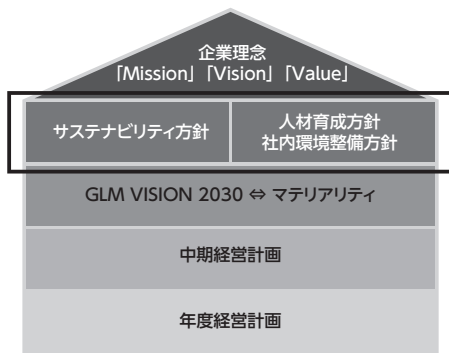 企業理念
「Mission」「Vision」「Value」
サステナビリティ方針
人材育成方針
社内環境整備方針
GLM VISION 2030 ⇔ マテリアリティ
中期経営計画
年度経営計画